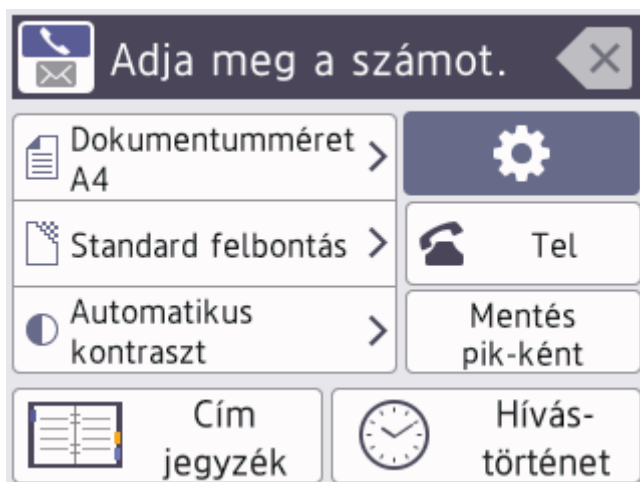 Adja meg a számot.
Dokumentumméret
A4
Standard felbontás
Tel
Automatikus
kontraszt
Mentés
pik-ként
Cím
jegyzék
Hívás-
történet